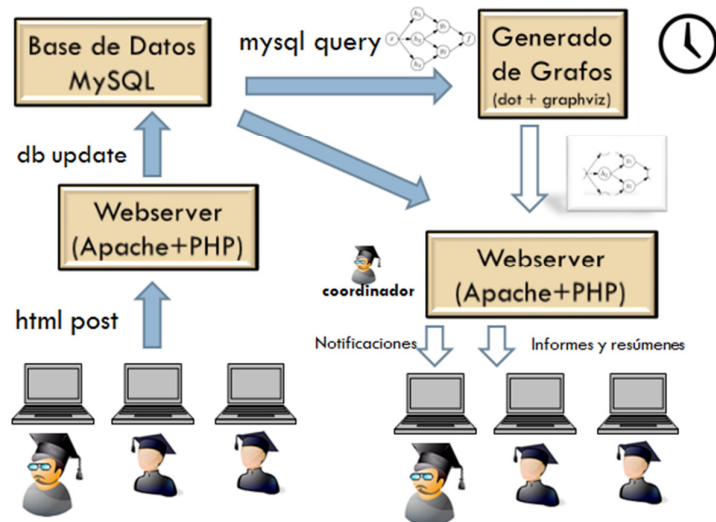 Base de Datos
MySQL
mysql query
Generado
de Grafos
(dot + graphviz)
db update
Webserver
(Apache+PHP)
coordinador
Webserver
(Apache+PHP)
html post
Notificaciones
Informes y resúmenes